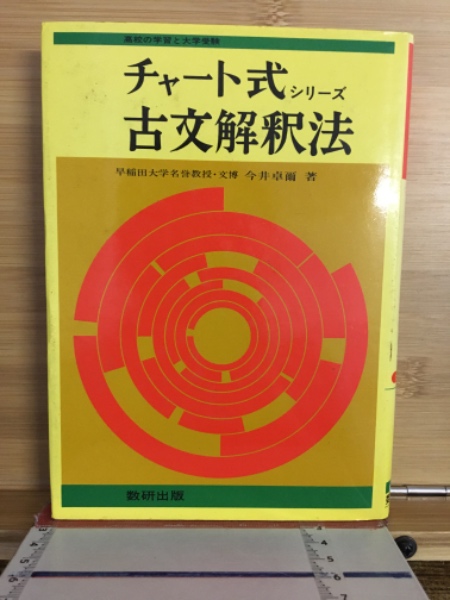 高校の学習と大学受験
チャート式シリーズ
古文解釈法
早稲田大学名誉教授・文博 今井卓爾 著
数研出版